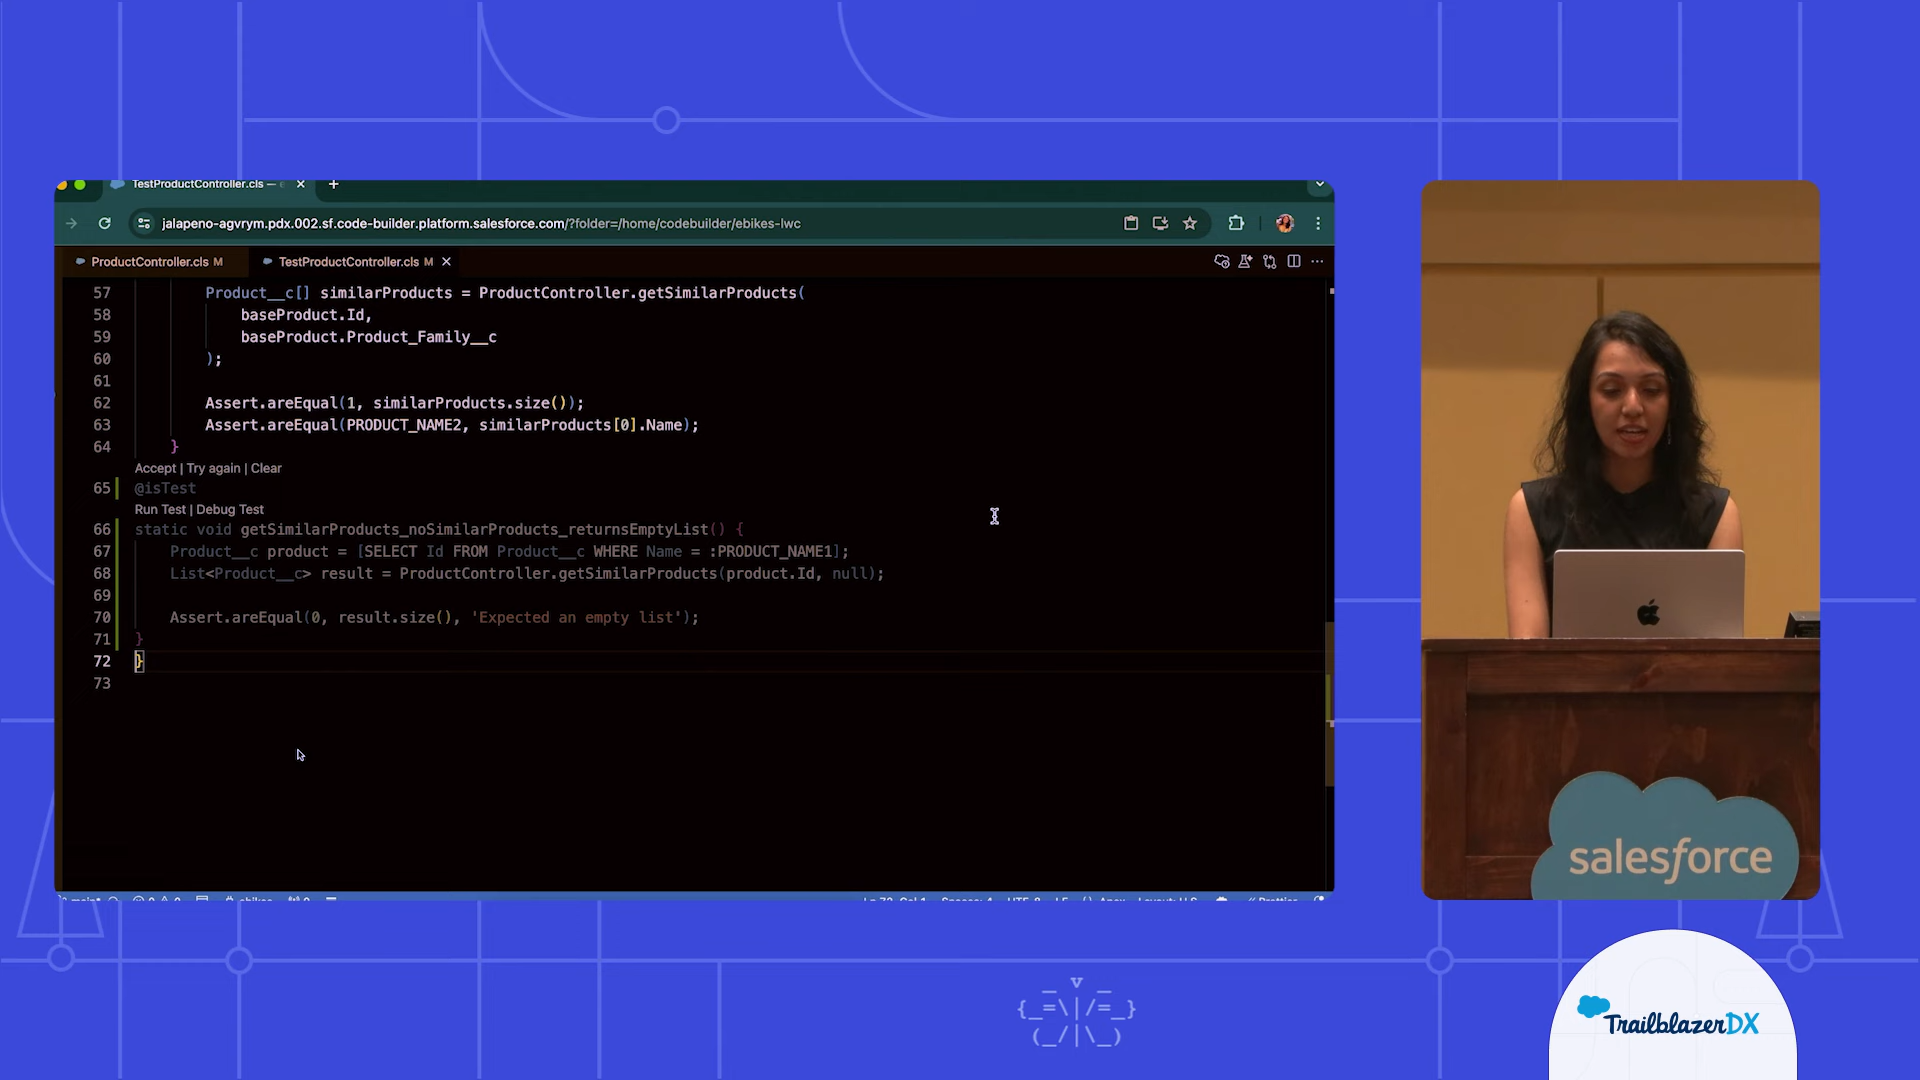 TestProductController.cls —
jalapeno-agvrym.pdx.002.sf.code-builder.platform.salesforce.com/?folder=/home/codebuilder/ebikes-lwc
ProductController.cls M
TestProductController.cls M
57 Product__c[] similarProducts = ProductController.getSimilarProducts(
58 baseProduct.Id,
59 baseProduct.Product_Family__c
60 );
61
62 Assert.areEqual(1, similarProducts.size());
63 Assert.areEqual(PRODUCT_NAME2, similarProducts[0].Name);
64 }
Accept | Try again | Clear
65 @isTest
Run Test | Debug Test
66 static void getSimilarProducts_noSimilarProducts_returnsEmptyList() {
67 Product__c product = [SELECT Id FROM Product__c WHERE Name = :PRODUCT_NAME1];
68 List<Product__c> result = ProductController.getSimilarProducts(product.Id, null);
69
70 Assert.areEqual(0, result.size(), 'Expected an empty list');
71 }
72 }
73
salesforce
TrailblazerDX